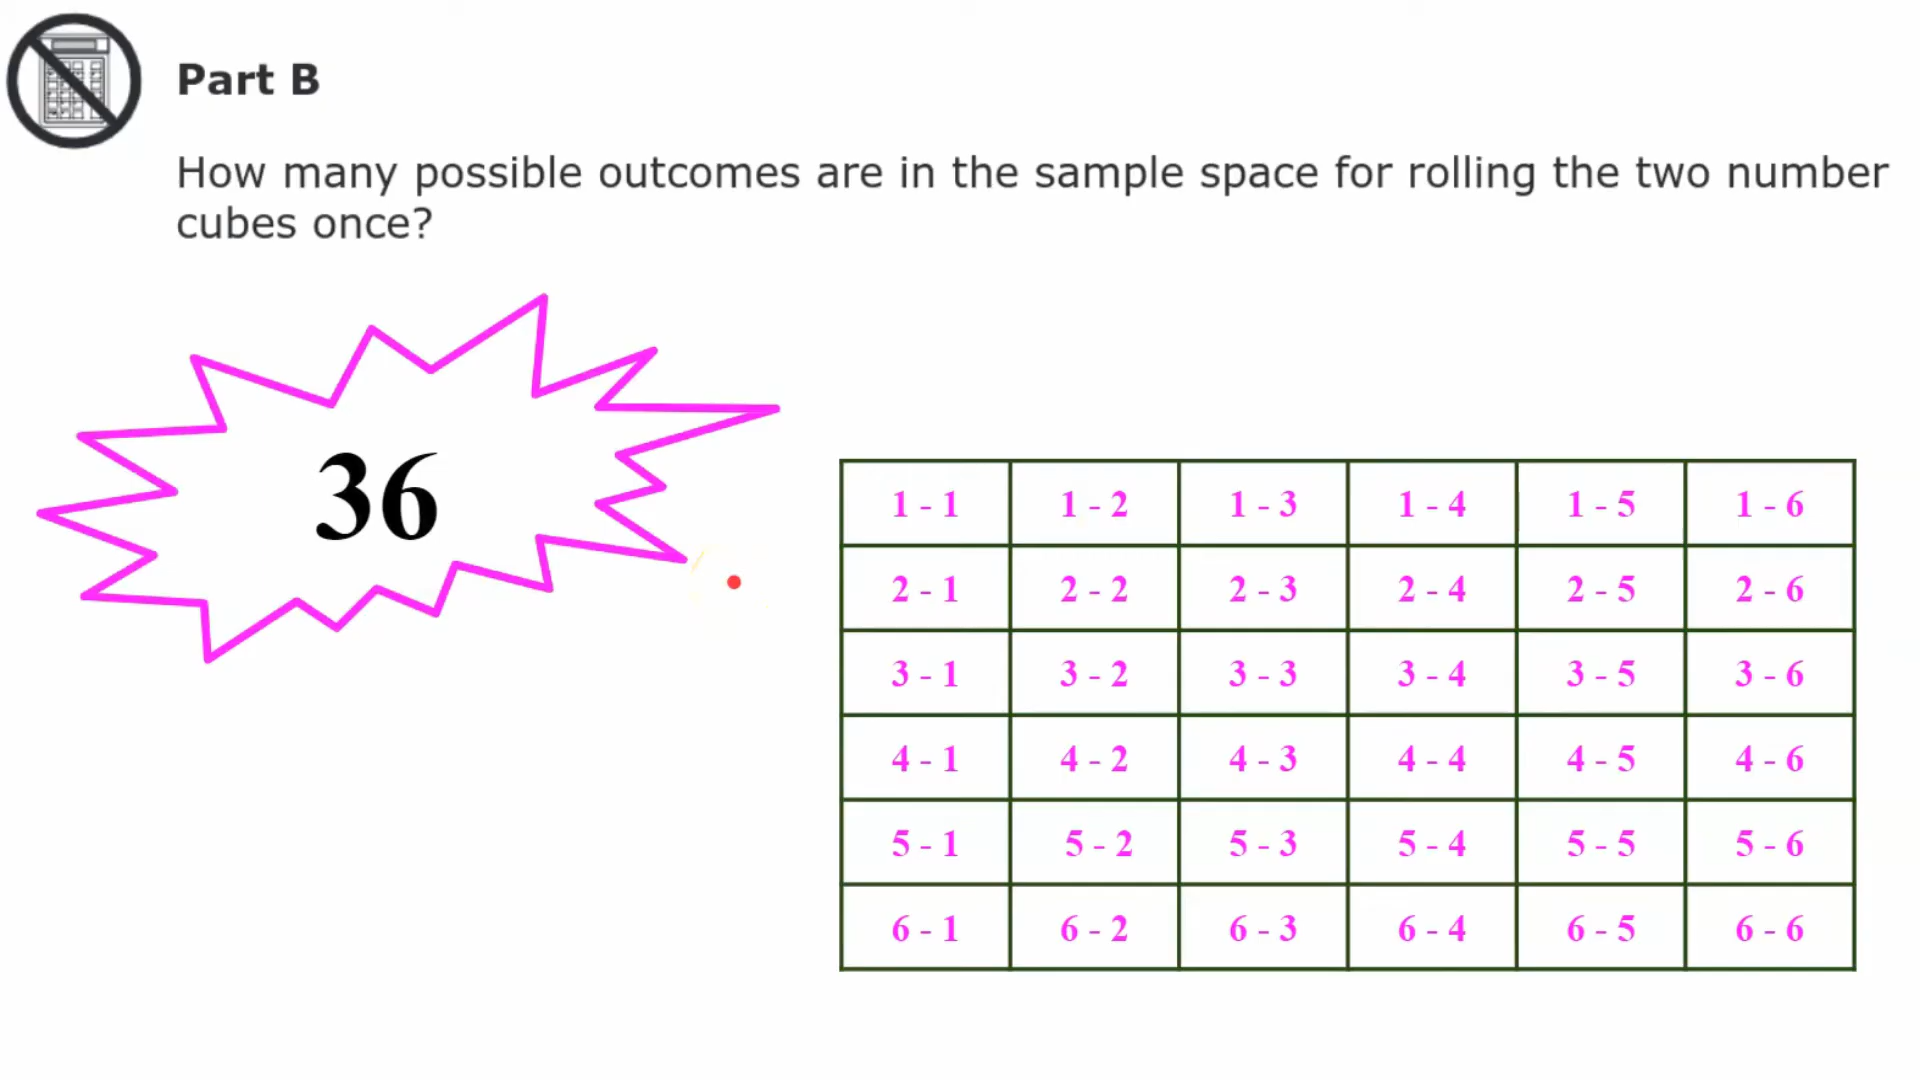 Part B
How many possible outcomes are in the sample space for rolling the two number
cubes once?
36
1 - 1 1 - 2 1 - 3 1 - 4 1 - 5 1 - 6
2 - 1 2 - 2 2 - 3 2 - 4 2 - 5 2 - 6
3 - 1 3 - 2 3 - 3 3 - 4 3 - 5 3 - 6
4 - 1 4 - 2 4 - 3 4 - 4 4 - 5 4 - 6
5 - 1 5 - 2 5 - 3 5 - 4 5 - 5 5 - 6
6 - 1 6 - 2 6 - 3 6 - 4 6 - 5 6 - 6